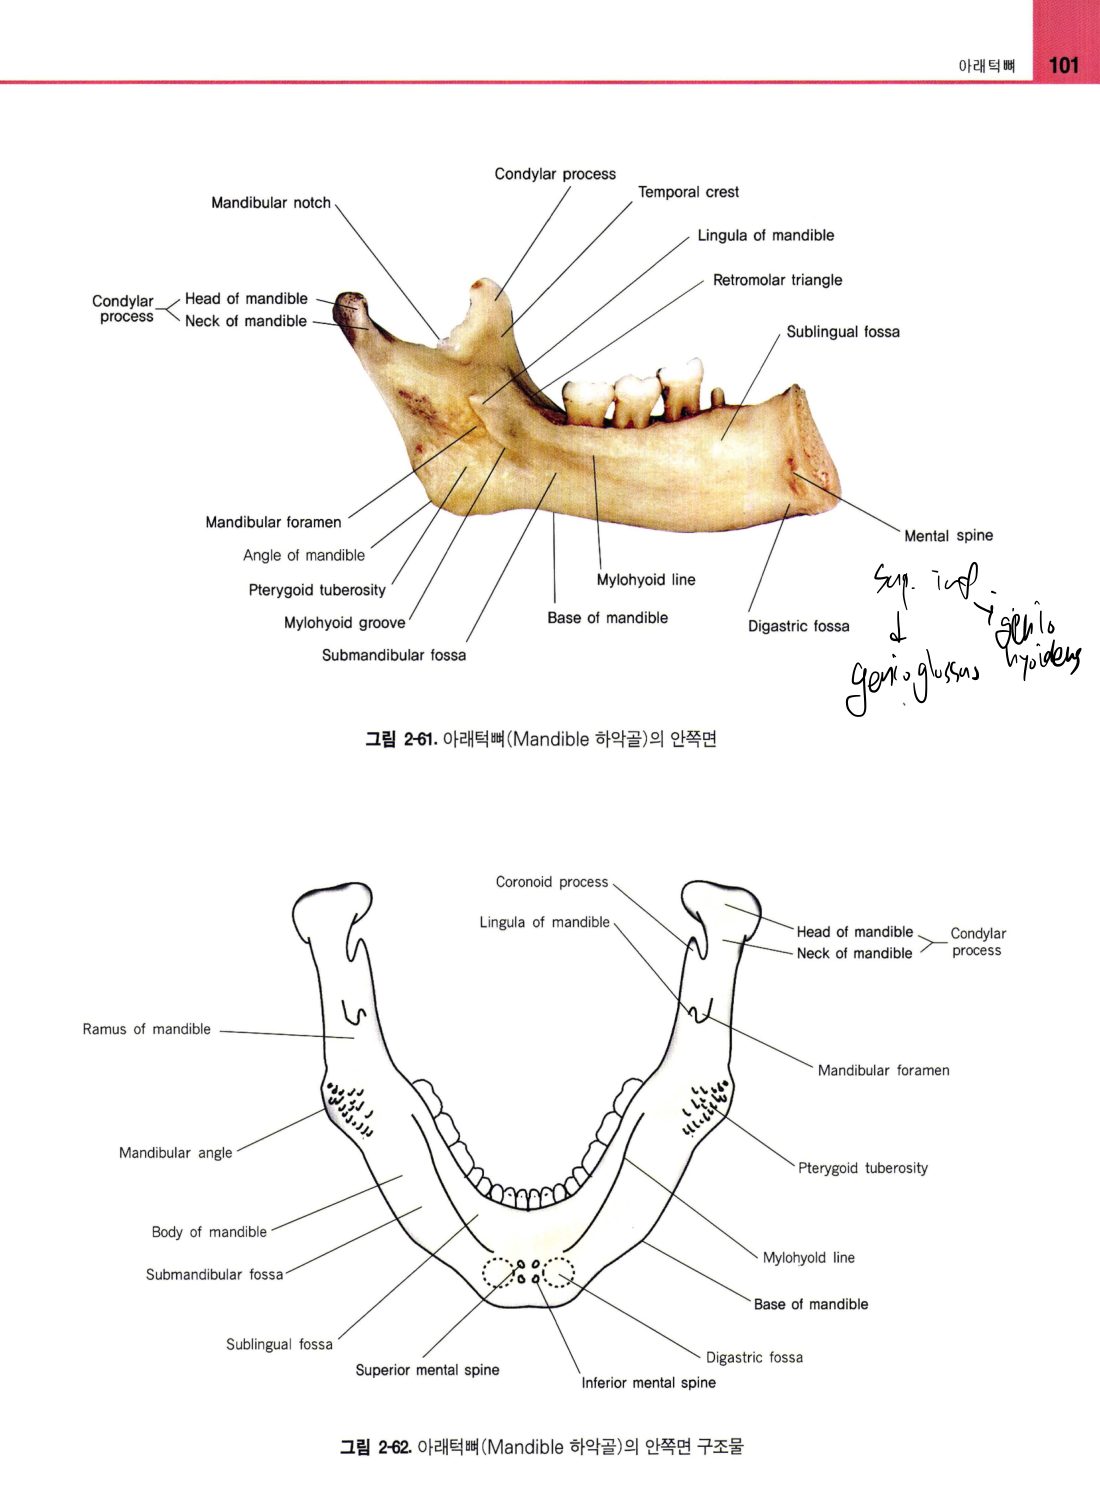 아래턱뼈 101
Condylar process
Temporal crest
Mandibular notch
Lingula of mandible
Retromolar triangle
Condylar process
Head of mandible
Neck of mandible
Sublingual fossa
Mandibular foramen
Angle of mandible
Pterygoid tuberosity
Mylohyoid groove
Submandibular fossa
Mylohyoid line
Base of mandible
Digastric fossa
Mental spine
Sup. inf
genioglossus
genio
hyoideus
그림 2-61. 아래턱뼈(Mandible 하악골)의 안쪽면
Coronoid process
Lingula of mandible
Head of mandible
Neck of mandible
Condylar process
Ramus of mandible
Mandibular foramen
Mandibular angle
Pterygoid tuberosity
Body of mandible
Submandibular fossa
Mylohyold line
Base of mandible
Sublingual fossa
Superior mental spine
Digastric fossa
Inferior mental spine
그림 2-62. 아래턱뼈(Mandible 하악골)의 안쪽면 구조물